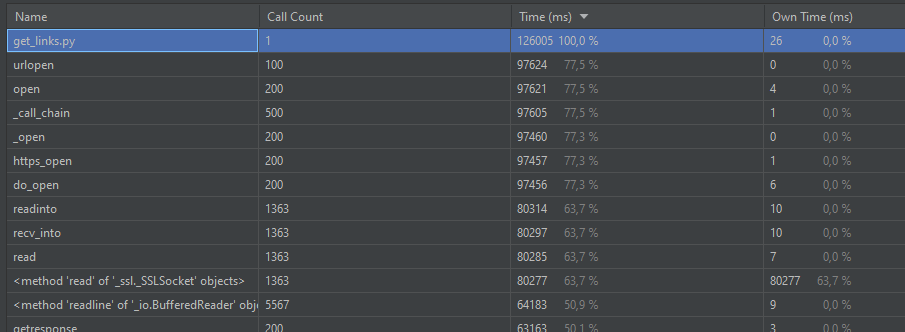 Name Call Count Time (ms) Own Time (ms)
get_links.py 1 126005 100,0 % 26 0,0 %
urlopen 100 97624 77,5 % 0 0,0 %
open 200 97621 77,5 % 4 0,0 %
_call_chain 500 97605 77,5 % 1 0,0 %
_open 200 97460 77,3 % 0 0,0 %
https_open 200 97457 77,3 % 1 0,0 %
do_open 200 97456 77,3 % 6 0,0 %
readinto 1363 80314 63,7 % 10 0,0 %
recv_into 1363 80297 63,7 % 10 0,0 %
read 1363 80285 63,7 % 7 0,0 %
<method 'read' of '_ssl._SSLSocket' objects> 1363 80277 63,7 % 80277 63,7 %
<method 'readline' of '_io.BufferedReader' obje 5567 64183 50,9 % 9 0,0 %
getresponse 200 63163 50,1 % 3 0,0 %